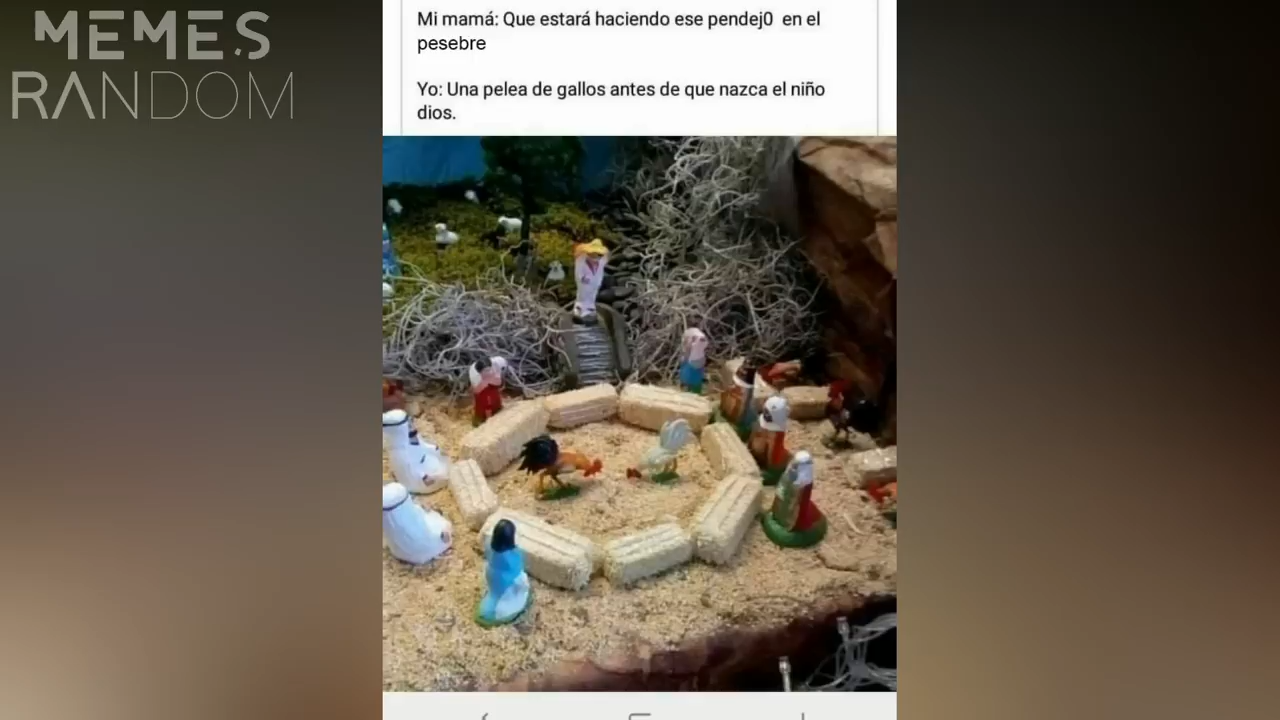 MEMES
RANDOM
Mi mamá: Que estará haciendo ese pendej0 en el
pesebre
Yo: Una pelea de gallos antes de que nazca el niño
dios.